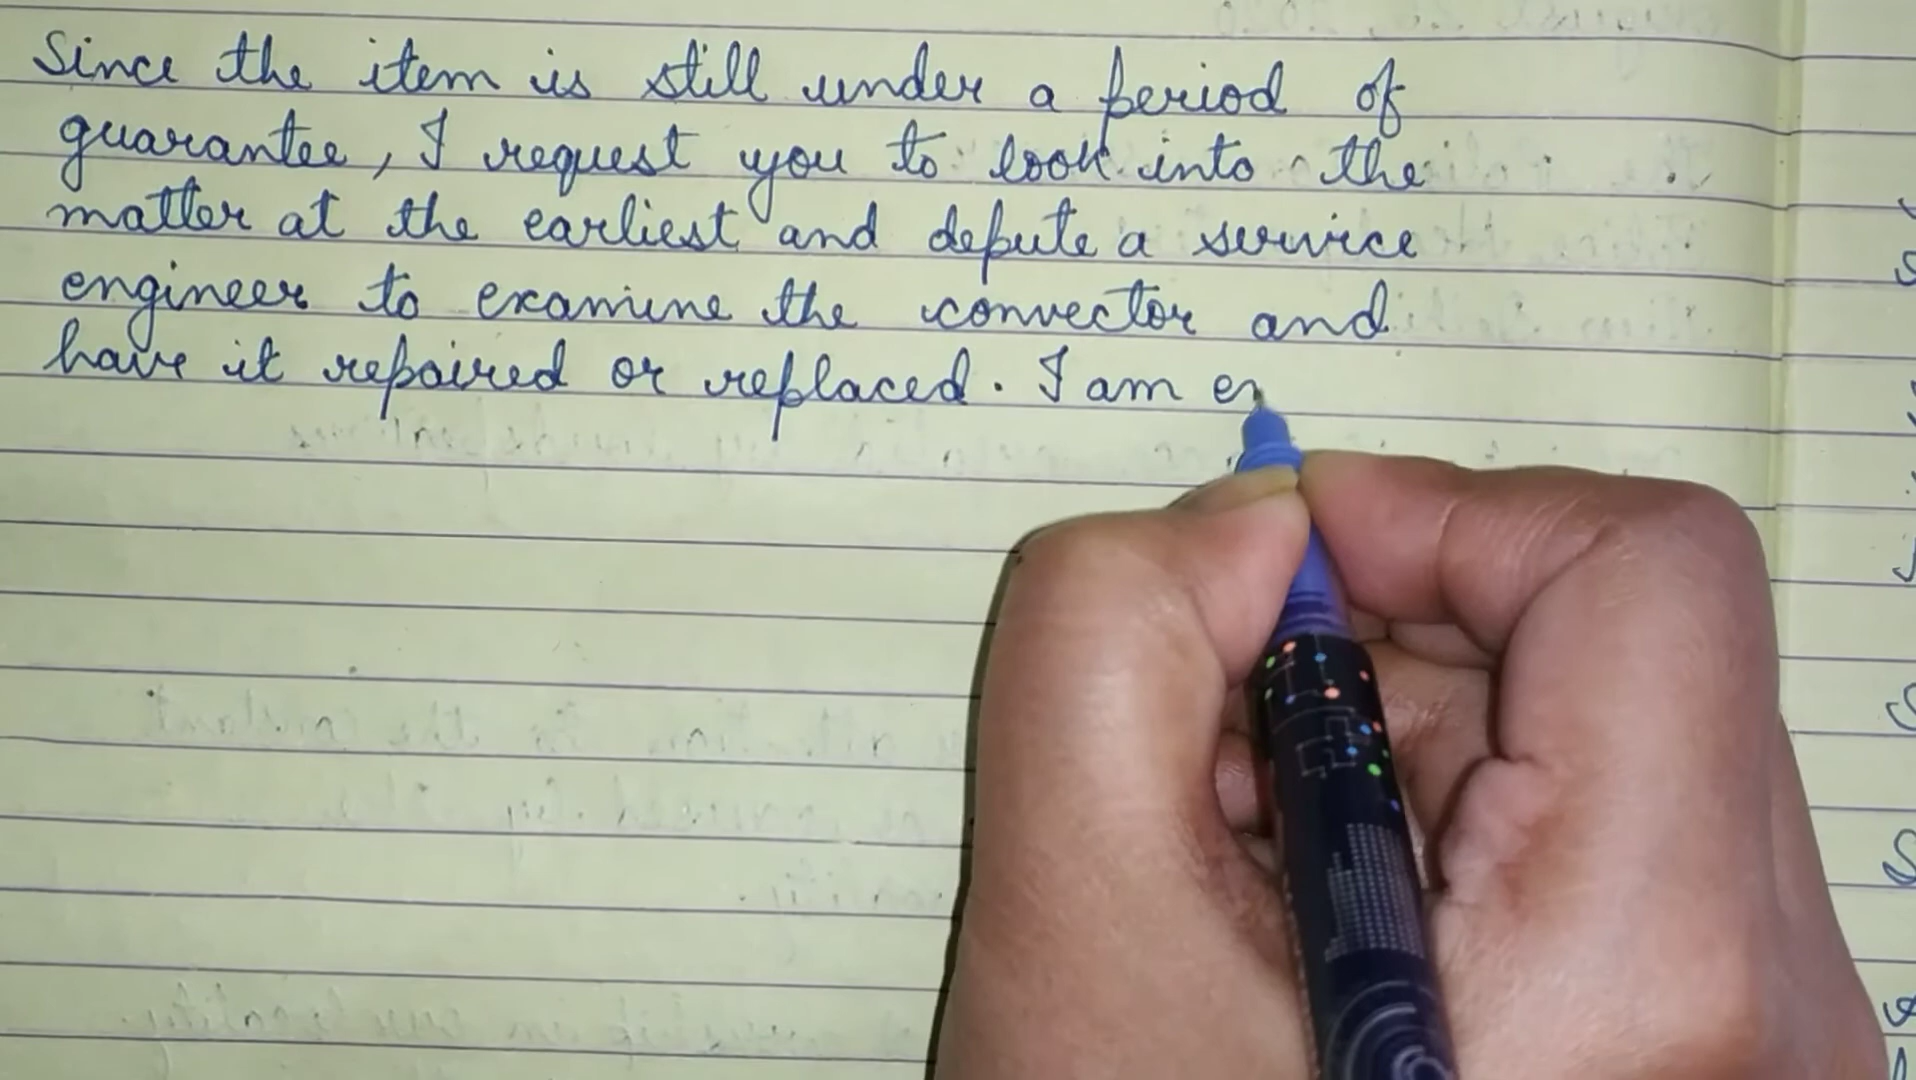 Since the item is still under a period of
guarantee, I request you to look into the
matter at the earliest and depute a service
engineer to examine the convector and
have it repaired or replaced. I am en